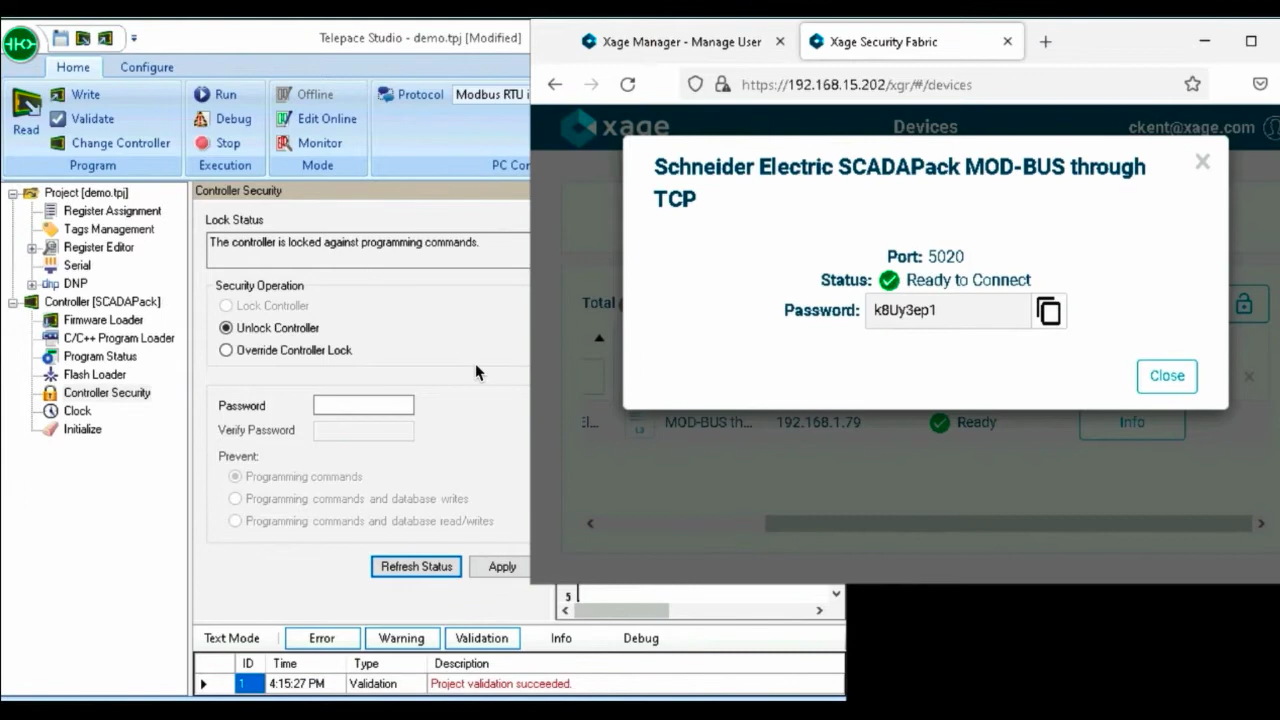 Telepace Studio - demo.tpj [Modified]
Home
Configure
Read
Write
Validate
Change Controller
Program
Run
Debug
Stop
Execution
Offline
Edit Online
Monitor
Mode
Protocol
Modbus RTU i
PC Con
Project [demo.tpj]
Register Assignment
Tags Management
Register Editor
Serial
dnp DNP
Controller [SCADAPack]
Firmware Loader
C/C++ Program Loader
Program Status
Flash Loader
Controller Security
Clock
Initialize
Controller Security
Lock Status
The controller is locked against programming commands.
Security Operation
Lock Controller
Unlock Controller
Override Controller Lock
Password
Verify Password
Prevent:
Programming commands
Programming commands and database writes
Programming commands and database read/writes
Refresh Status
Apply
5
Text Mode
Error
Warning
Validation
Info
Debug
ID Time Type Description
1 4:15:27 PM Validation Project validation succeeded.
Xage Manager - Manage User
Xage Security Fabric
https://192.168.15.202/xgr/#/devices
xage
Devices
ckent@xage.com
Schneider Electric SCADAPack MOD-BUS through
TCP
Port: 5020
Status: Ready to Connect
Password: k8Uy3ep1
Close
Total
El... MOD-BUS th... 192.168.1.79 Ready Info